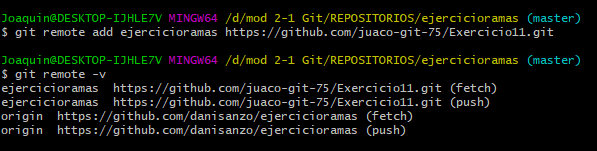 Joaquin@DESKTOP-IJHLE7V MINGW64 /d/mod 2-1 Git/REPOSITORIOS/ejercicioramas (master)
$ git remote add ejercicioramas https://github.com/juaco-git-75/Exercicio11.git
Joaquin@DESKTOP-IJHLE7V MINGW64 /d/mod 2-1 Git/REPOSITORIOS/ejercicioramas (master)
$ git remote -v
ejercicioramas  https://github.com/juaco-git-75/Exercicio11.git (fetch)
ejercicioramas  https://github.com/juaco-git-75/Exercicio11.git (push)
origin  https://github.com/danisanzo/ejercicioramas (fetch)
origin  https://github.com/danisanzo/ejercicioramas (push)